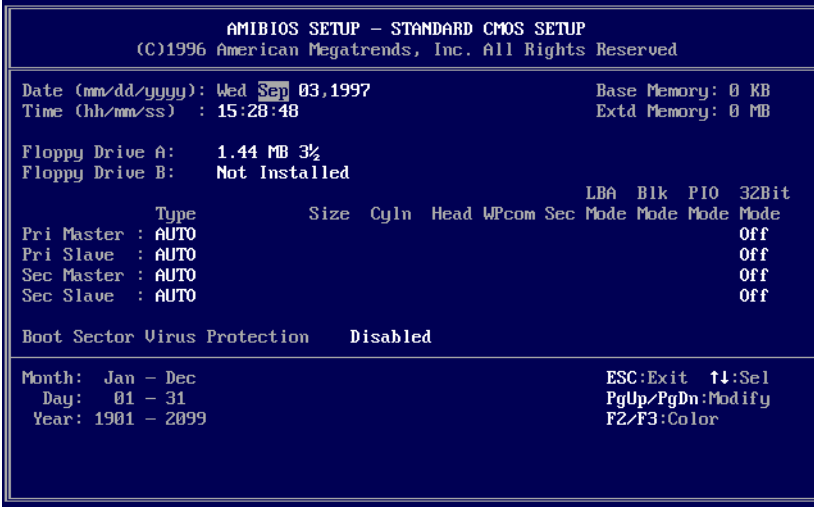 AMIBIOS SETUP – STANDARD CMOS SETUP
(C)1996 American Megatrends, Inc. All Rights Reserved
Date (mm/dd/yyyy): Wed Sep 03,1997 Base Memory: 0 KB
Time (hh/mm/ss) : 15:28:48 Extd Memory: 0 MB
Floppy Drive A: 1.44 MB 3½
Floppy Drive B: Not Installed
LBA Blk PIO 32Bit
Type Size Cyln Head WPcom Sec Mode Mode Mode Mode
Pri Master : AUTO Off
Pri Slave : AUTO Off
Sec Master : AUTO Off
Sec Slave : AUTO Off
Boot Sector Virus Protection Disabled
Month: Jan – Dec ESC:Exit ↑↓:Sel
Day: 01 – 31 PgUp/PgDn:Modify
Year: 1901 – 2099 F2/F3:Color